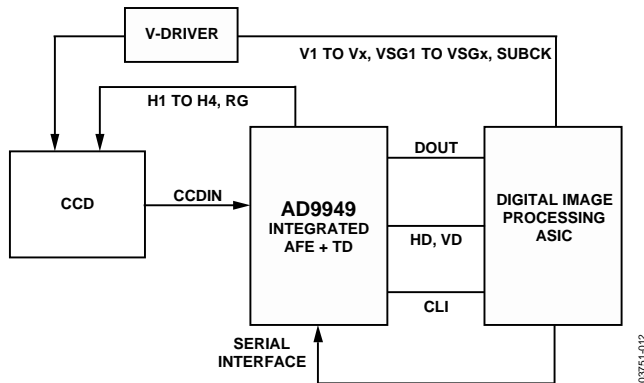 V-DRIVER
V1 TO Vx, VSG1 TO VSGx, SUBCK
H1 TO H4, RG
CCD
CCDIN
AD9949
INTEGRATED
AFE + TD
DOUT
HD, VD
CLI
DIGITAL IMAGE
PROCESSING
ASIC
SERIAL
INTERFACE
03751-012